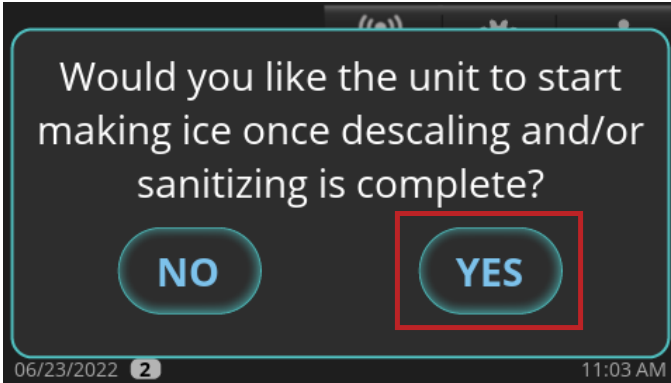 Would you like the unit to start
making ice once descaling and/or
sanitizing is complete?
NO YES
06/23/2022 2 11:03 AM